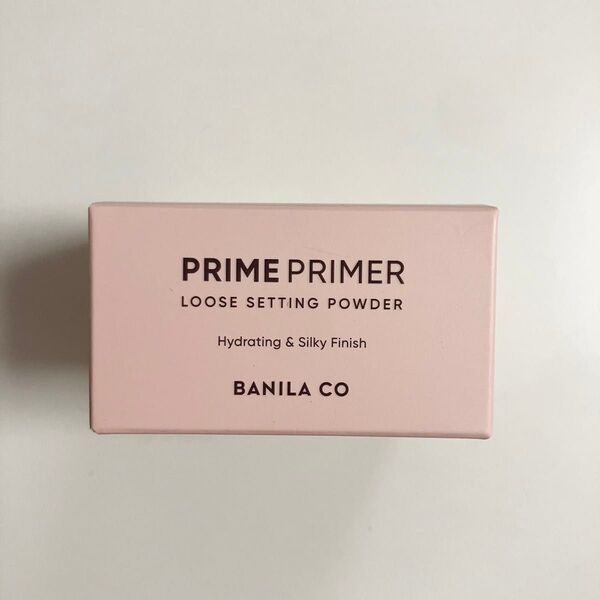 PRIME PRIMER
LOOSE SETTING POWDER
Hydrating & Silky Finish
BANILA CO